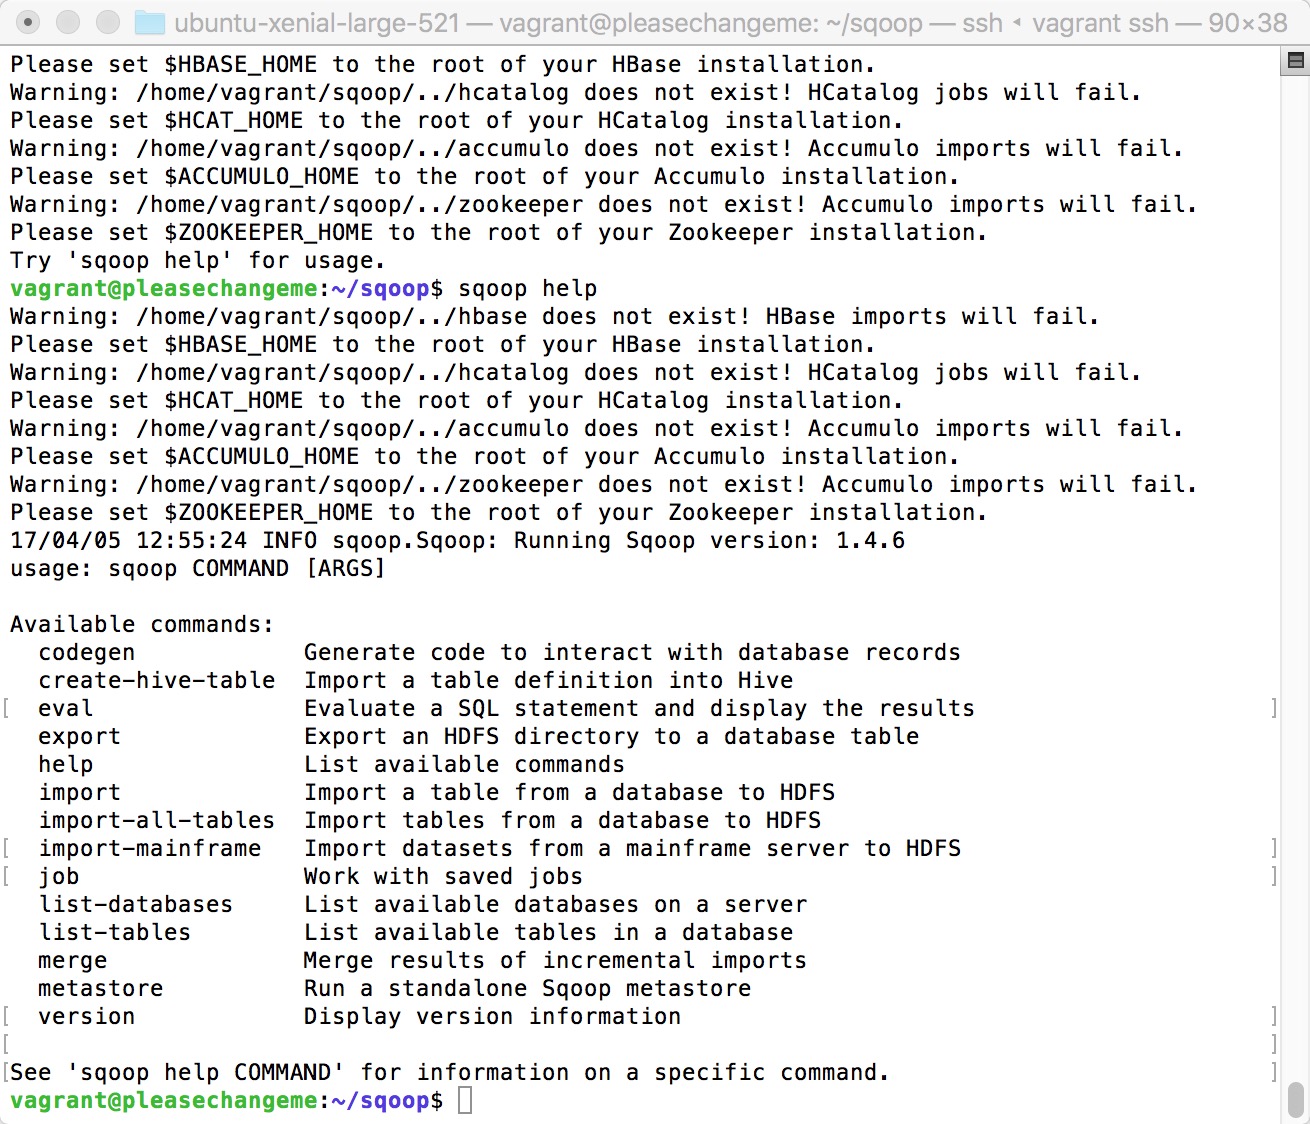 ubuntu-xenial-large-521 — vagrant@pleasechangeme: ~/sqoop — ssh ◂ vagrant ssh — 90×38
Please set $HBASE_HOME to the root of your HBase installation.
Warning: /home/vagrant/sqoop/../hcatalog does not exist! HCatalog jobs will fail.
Please set $HCAT_HOME to the root of your HCatalog installation.
Warning: /home/vagrant/sqoop/../accumulo does not exist! Accumulo imports will fail.
Please set $ACCUMULO_HOME to the root of your Accumulo installation.
Warning: /home/vagrant/sqoop/../zookeeper does not exist! Accumulo imports will fail.
Please set $ZOOKEEPER_HOME to the root of your Zookeeper installation.
Try 'sqoop help' for usage.
vagrant@pleasechangeme:~/sqoop$ sqoop help
Warning: /home/vagrant/sqoop/../hbase does not exist! HBase imports will fail.
Please set $HBASE_HOME to the root of your HBase installation.
Warning: /home/vagrant/sqoop/../hcatalog does not exist! HCatalog jobs will fail.
Please set $HCAT_HOME to the root of your HCatalog installation.
Warning: /home/vagrant/sqoop/../accumulo does not exist! Accumulo imports will fail.
Please set $ACCUMULO_HOME to the root of your Accumulo installation.
Warning: /home/vagrant/sqoop/../zookeeper does not exist! Accumulo imports will fail.
Please set $ZOOKEEPER_HOME to the root of your Zookeeper installation.
17/04/05 12:55:24 INFO sqoop.Sqoop: Running Sqoop version: 1.4.6
usage: sqoop COMMAND [ARGS]

Available commands:
  codegen            Generate code to interact with database records
  create-hive-table  Import a table definition into Hive
[ eval               Evaluate a SQL statement and display the results ]
  export             Export an HDFS directory to a database table
  help               List available commands
  import             Import a table from a database to HDFS
  import-all-tables  Import tables from a database to HDFS
[ import-mainframe   Import datasets from a mainframe server to HDFS ]
[ job                Work with saved jobs ]
  list-databases     List available databases on a server
  list-tables        List available tables in a database
  merge              Merge results of incremental imports
  metastore          Run a standalone Sqoop metastore
[ version            Display version information ]
[ ]
[See 'sqoop help COMMAND' for information on a specific command. ]
vagrant@pleasechangeme:~/sqoop$